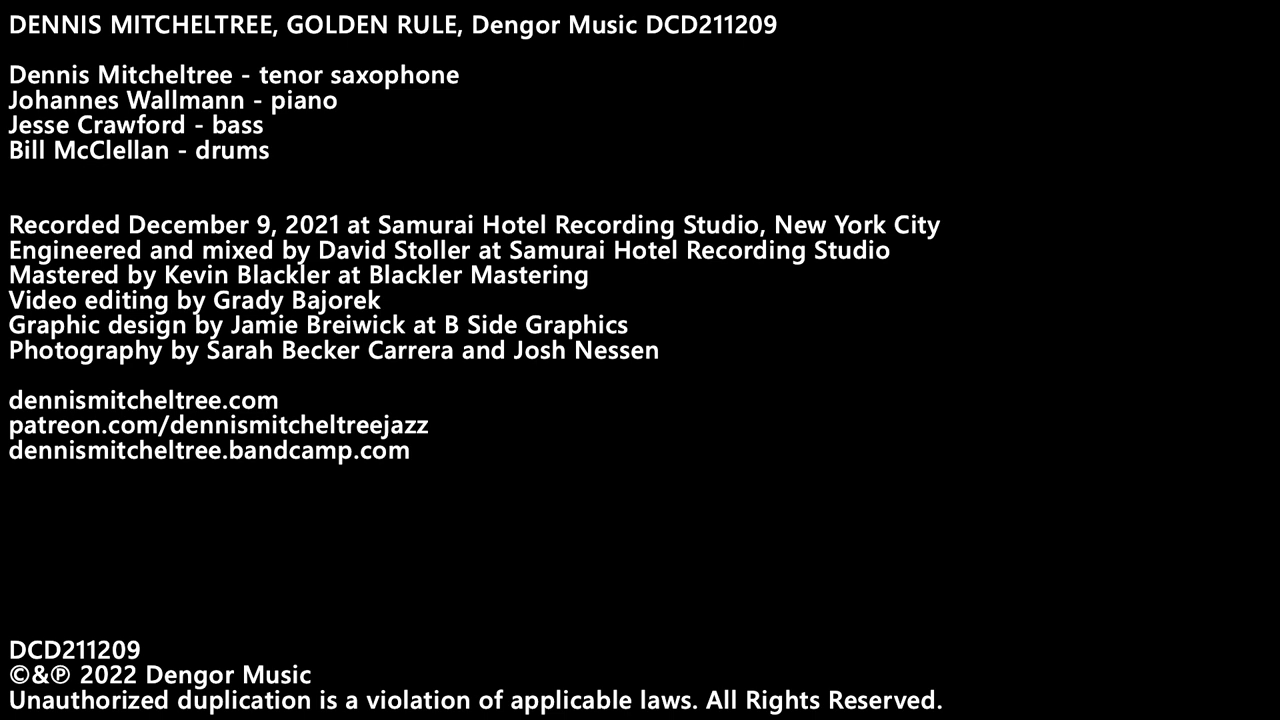 DENNIS MITCHELTREE, GOLDEN RULE, Dengor Music DCD211209
Dennis Mitcheltree - tenor saxophone
Johannes Wallmann - piano
Jesse Crawford - bass
Bill McClellan - drums
Recorded December 9, 2021 at Samurai Hotel Recording Studio, New York City
Engineered and mixed by David Stoller at Samurai Hotel Recording Studio
Mastered by Kevin Blackler at Blackler Mastering
Video editing by Grady Bajorek
Graphic design by Jamie Breiwick at B Side Graphics
Photography by Sarah Becker Carrera and Josh Nessen
dennismitcheltree.com
patreon.com/dennismitcheltreejazz
dennismitcheltree.bandcamp.com
DCD211209
©&℗ 2022 Dengor Music
Unauthorized duplication is a violation of applicable laws. All Rights Reserved.